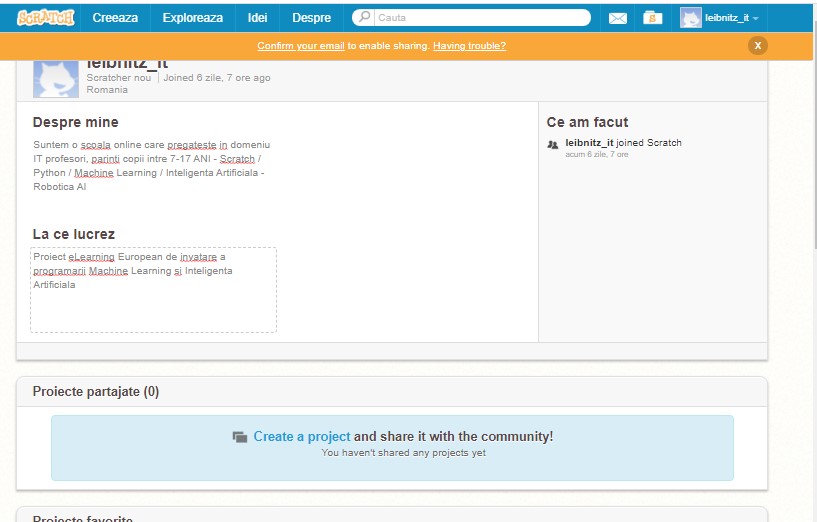 SCRATCH Creeaza Exploreaza Idei Despre Cauta leibnitz_it
Confirm your email to enable sharing. Having trouble? X
leibnitz_it
Scratcher nou | Joined 6 zile, 7 ore ago
Romania
Despre mine
Suntem o scoala online care pregateste in domeniu
IT profesori, parinti copii intre 7-17 ANI - Scratch /
Python / Machine Learning / Inteligenta Artificiala -
Robotica AI
La ce lucrez
Proiect eLearning European de invatare a
programarii Machine Learning si Inteligenta
Artificiala
Ce am facut
leibnitz_it joined Scratch
acum 6 zile, 7 ore
Proiecte partajate (0)
Create a project and share it with the community!
You haven't shared any projects yet
Proiecte favorite